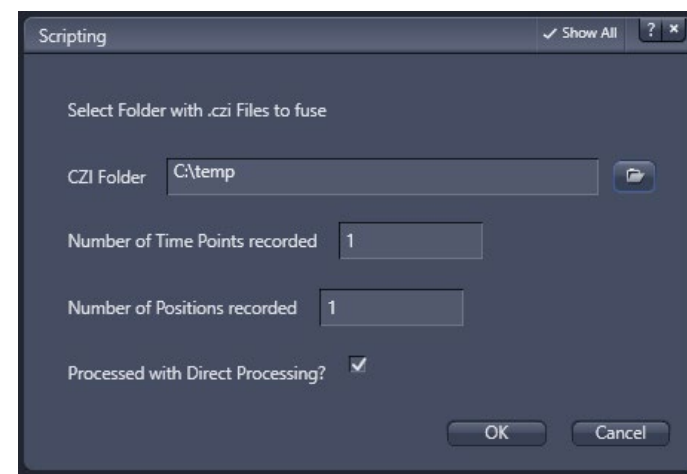 Scripting
✓ Show All ? ×
Select Folder with .czi Files to fuse
CZI Folder C:\temp
Number of Time Points recorded 1
Number of Positions recorded 1
Processed with Direct Processing? ✓
OK Cancel